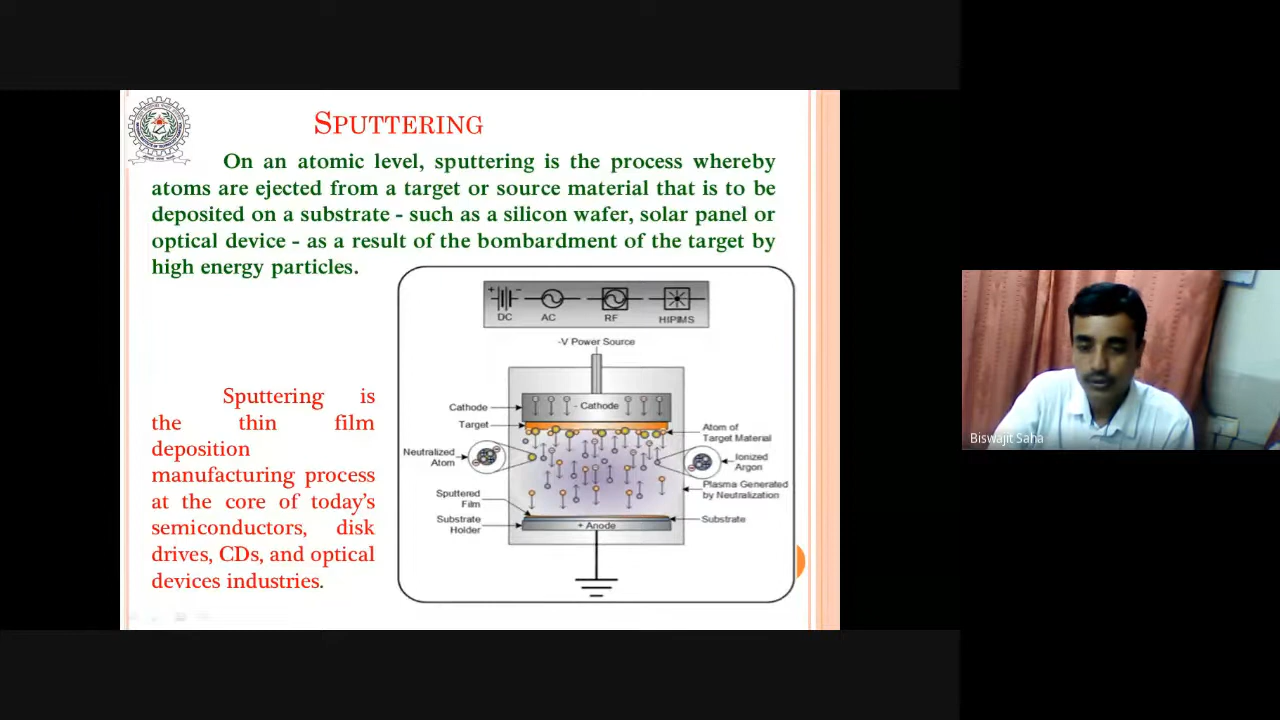 SPUTTERING
On an atomic level, sputtering is the process whereby
atoms are ejected from a target or source material that is to be
deposited on a substrate - such as a silicon wafer, solar panel or
optical device - as a result of the bombardment of the target by
high energy particles.
Sputtering is
the thin film
deposition
manufacturing process
at the core of today's
semiconductors, disk
drives, CDs, and optical
devices industries.
+ -
DC AC RF HIPIMS
-V Power Source
Cathode
- Cathode
Target
Atom of
Target Material
Neutralized
Atom
Ionized
Argon
Plasma Generated
by Neutralization
Sputtered
Film
Substrate
Holder
+ Anode
Substrate
Biswajit Saha